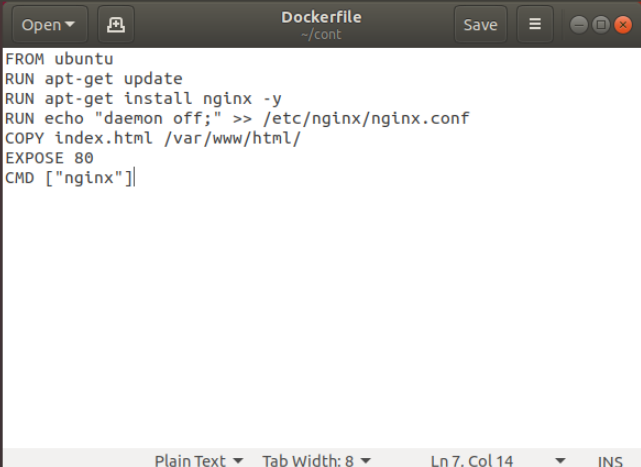 Open
Dockerfile
~/cont
Save
FROM ubuntu
RUN apt-get update
RUN apt-get install nginx -y
RUN echo "daemon off;" >> /etc/nginx/nginx.conf
COPY index.html /var/www/html/
EXPOSE 80
CMD ["nginx"]
Plain Text Tab Width: 8 Ln 7, Col 14 INS